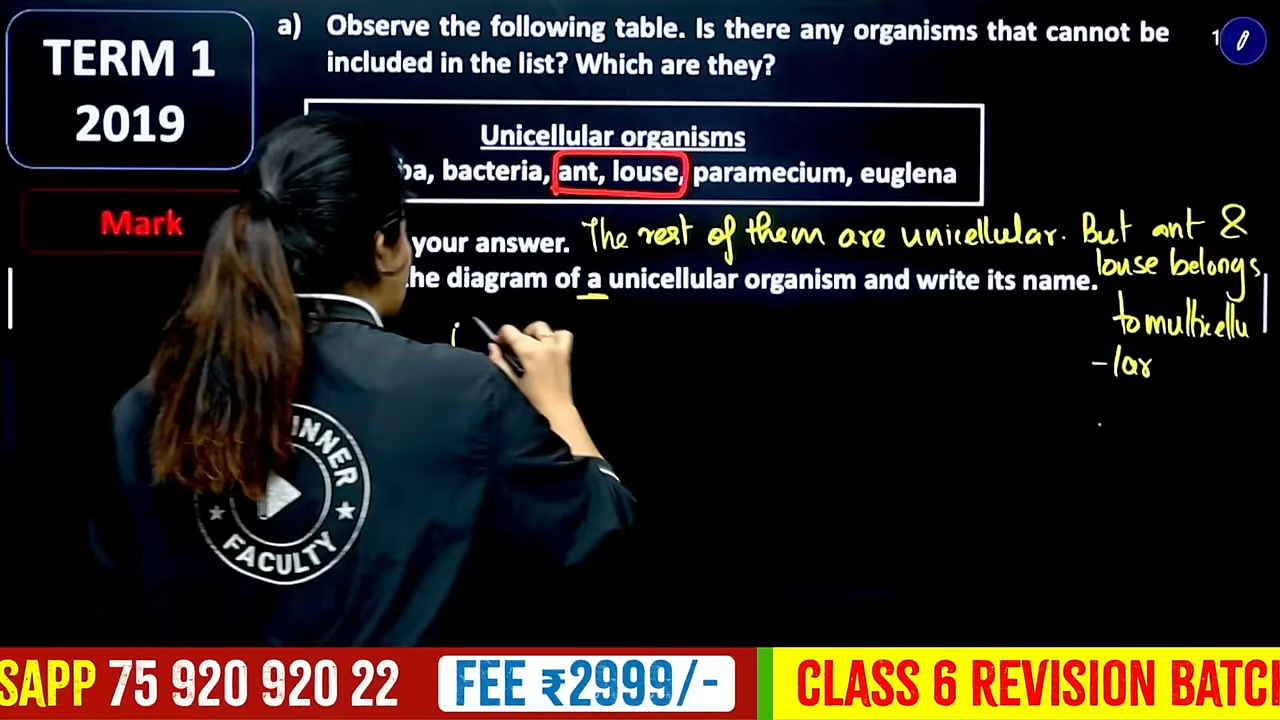 TERM 1
2019
Mark
a) Observe the following table. Is there any organisms that cannot be
included in the list? Which are they?
1
Unicellular organisms
ba, bacteria, ant, louse, paramecium, euglena
your answer. The rest of them are unicellular. But ant &
louse belongs
the diagram of a unicellular organism and write its name.
to multicellu
-lar
INNER
FACULTY
SAPP 75 920 920 22
FEE ₹2999/-
CLASS 6 REVISION BATCH